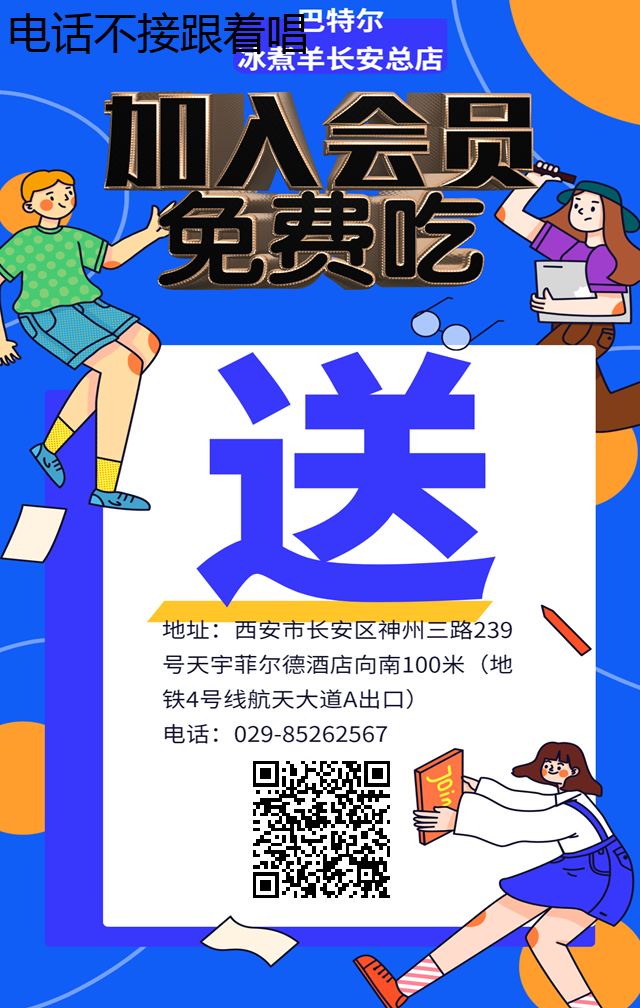 电话不接跟着唱
巴特尔
冰煮羊长安总店
加入会员
免费吃
送
地址：西安市长安区神州三路239
号天宇菲尔德酒店向南100米（地
铁4号线航天大道A出口）
电话：029-85262567
Join